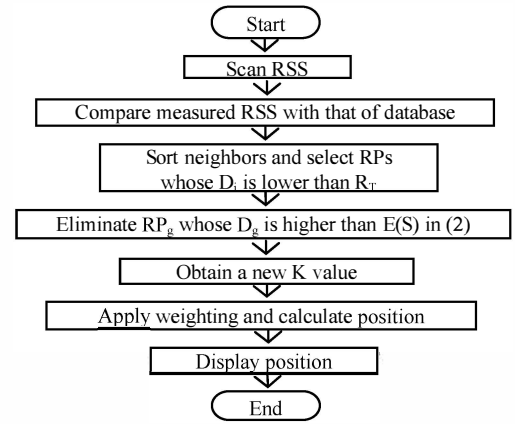 Start
Scan RSS
Compare measured RSS with that of database
Sort neighbors and select RPs
whose Di is lower than RT
Eliminate RPg whose Dg is higher than E(S) in (2)
Obtain a new K value
Apply weighting and calculate position
Display position
End